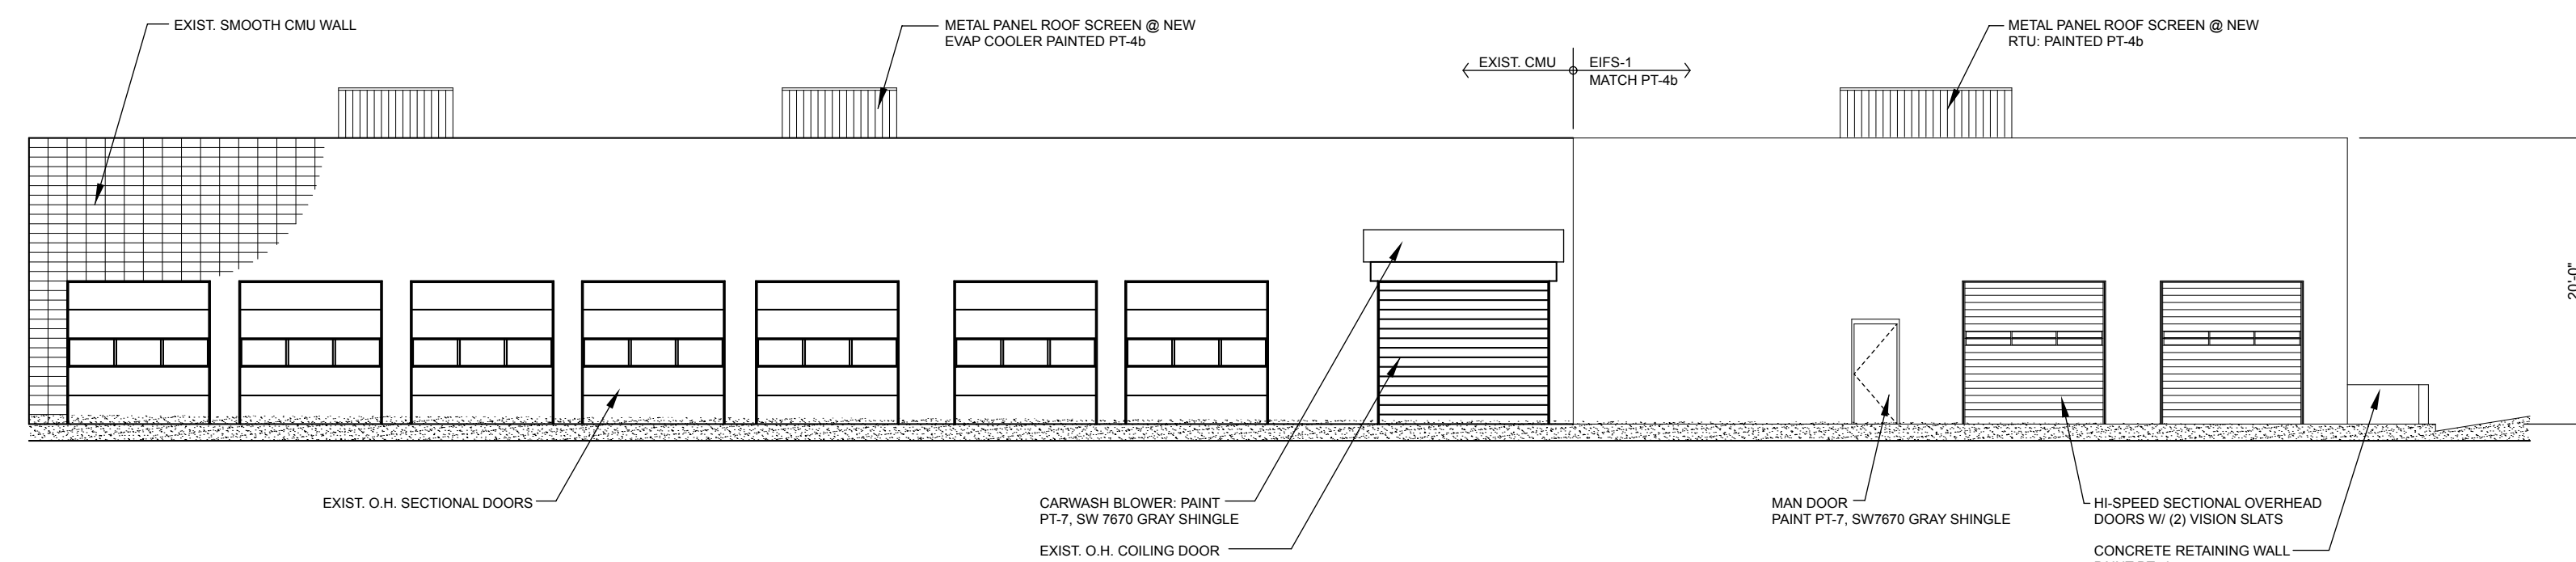 EXIST. SMOOTH CMU WALL
METAL PANEL ROOF SCREEN @ NEW
EVAP COOLER PAINTED PT-4b
EXIST. CMU
EIFS-1
MATCH PT-4b
METAL PANEL ROOF SCREEN @ NEW
RTU: PAINTED PT-4b
20'-0"
EXIST. O.H. SECTIONAL DOORS
CARWASH BLOWER: PAINT
PT-7, SW 7670 GRAY SHINGLE
EXIST. O.H. COILING DOOR
MAN DOOR
PAINT PT-7, SW7670 GRAY SHINGLE
HI-SPEED SECTIONAL OVERHEAD
DOORS W/ (2) VISION SLATS
CONCRETE RETAINING WALL